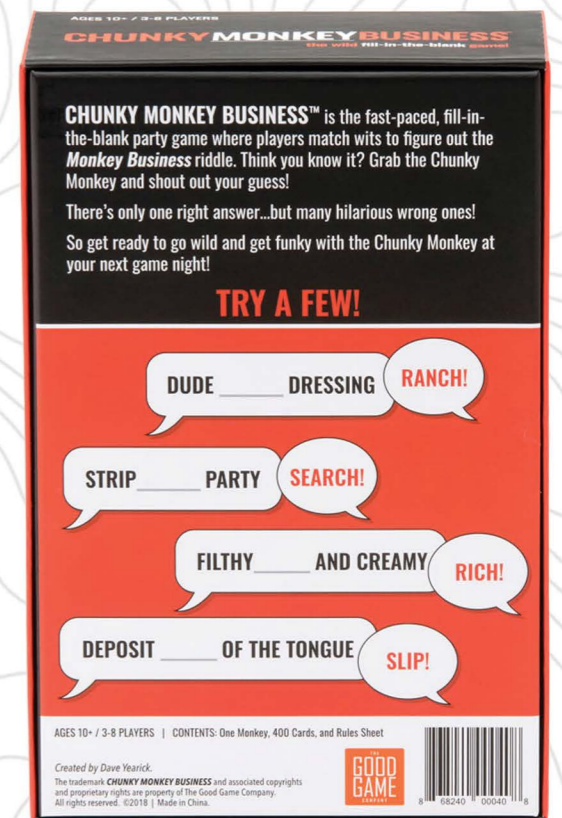 AGES 10+ / 3-8 PLAYERS
CHUNKY MONKEY BUSINESS
the wild fill-in-the-blank game!
CHUNKY MONKEY BUSINESS™ is the fast-paced, fill-in-
the-blank party game where players match wits to figure out the
Monkey Business riddle. Think you know it? Grab the Chunky
Monkey and shout out your guess!
There's only one right answer...but many hilarious wrong ones!
So get ready to go wild and get funky with the Chunky Monkey at
your next game night!
TRY A FEW!
DUDE _____ DRESSING RANCH!
STRIP_____ PARTY SEARCH!
FILTHY_____ AND CREAMY RICH!
DEPOSIT _____ OF THE TONGUE SLIP!
AGES 10+ / 3-8 PLAYERS | CONTENTS: One Monkey, 400 Cards, and Rules Sheet
Created by Dave Yearick.
The trademark CHUNKY MONKEY BUSINESS and associated copyrights
and proprietary rights are property of The Good Game Company.
All rights reserved. ©2018 | Made in China.
THE
GOOD
GAME
COMPANY
8 68240 00040 8